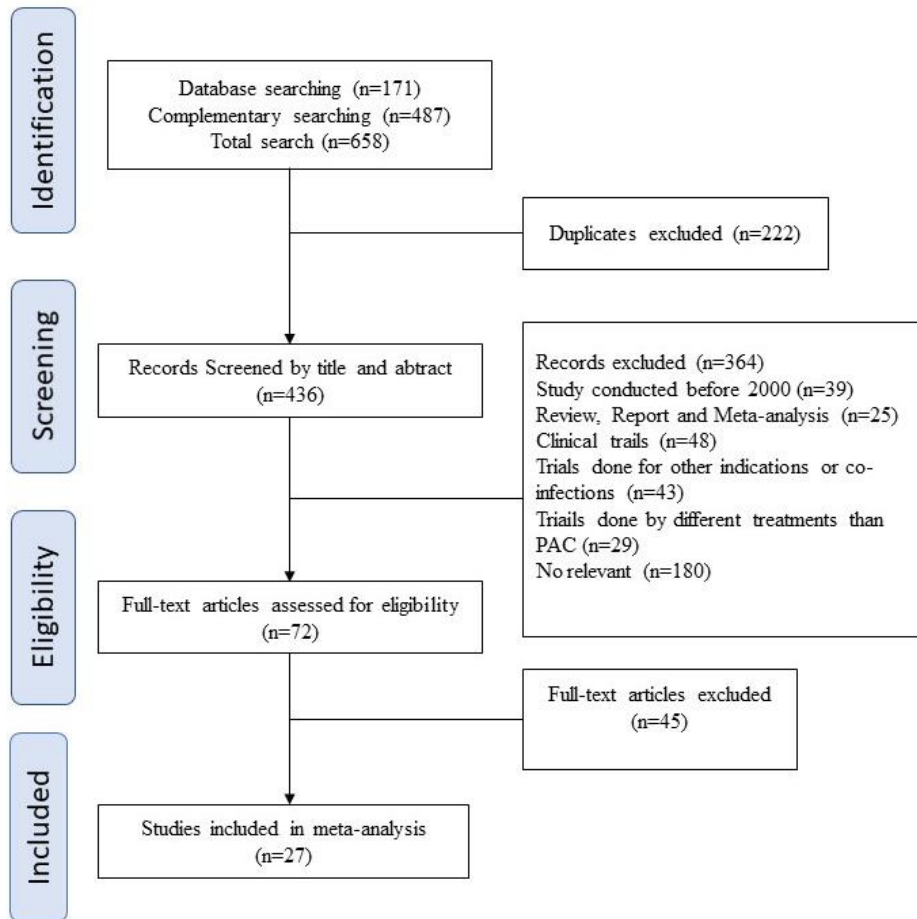 Identification
Database searching (n=171)
Complementary searching (n=487)
Total search (n=658)
Duplicates excluded (n=222)
Screening
Records Screened by title and abtract
(n=436)
Records excluded (n=364)
Study conducted before 2000 (n=39)
Review, Report and Meta-analysis (n=25)
Clinical trails (n=48)
Trials done for other indications or co-
infections (n=43)
Triails done by different treatments than
PAC (n=29)
No relevant (n=180)
Eligibility
Full-text articles assessed for eligibility
(n=72)
Full-text articles excluded
(n=45)
Included
Studies included in meta-analysis
(n=27)